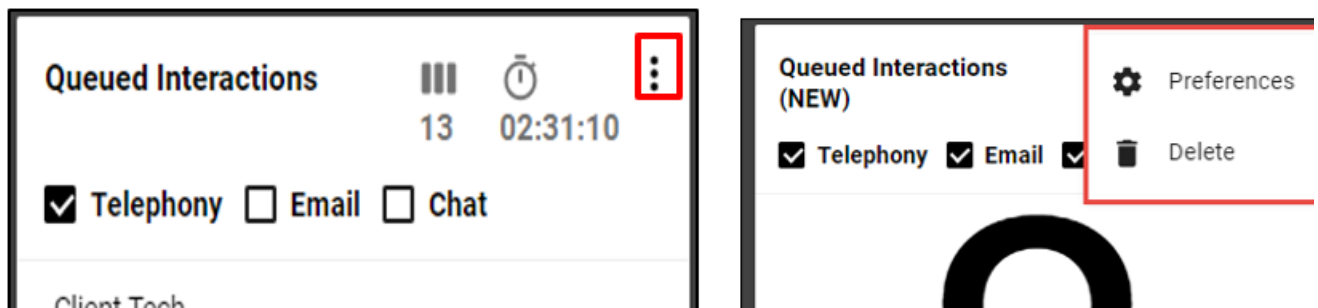 Queued Interactions
13 02:31:10
Telephony Email Chat
Client Tech
Queued Interactions
(NEW)
Telephony Email
Preferences
Delete